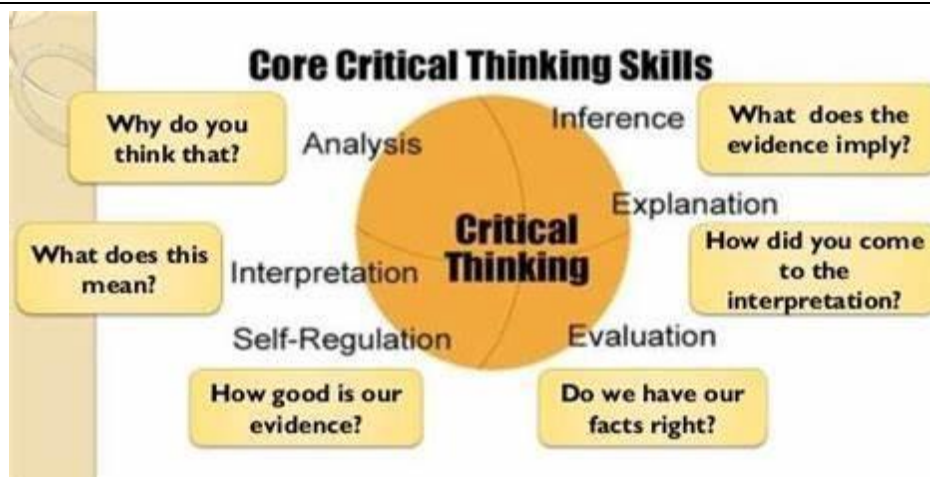 Core Critical Thinking Skills
Why do you
think that?
Analysis
Inference
What does the
evidence imply?
Explanation
Critical
Thinking
What does this
mean?
Interpretation
How did you come
to the
interpretation?
Self-Regulation
Evaluation
How good is our
evidence?
Do we have our
facts right?